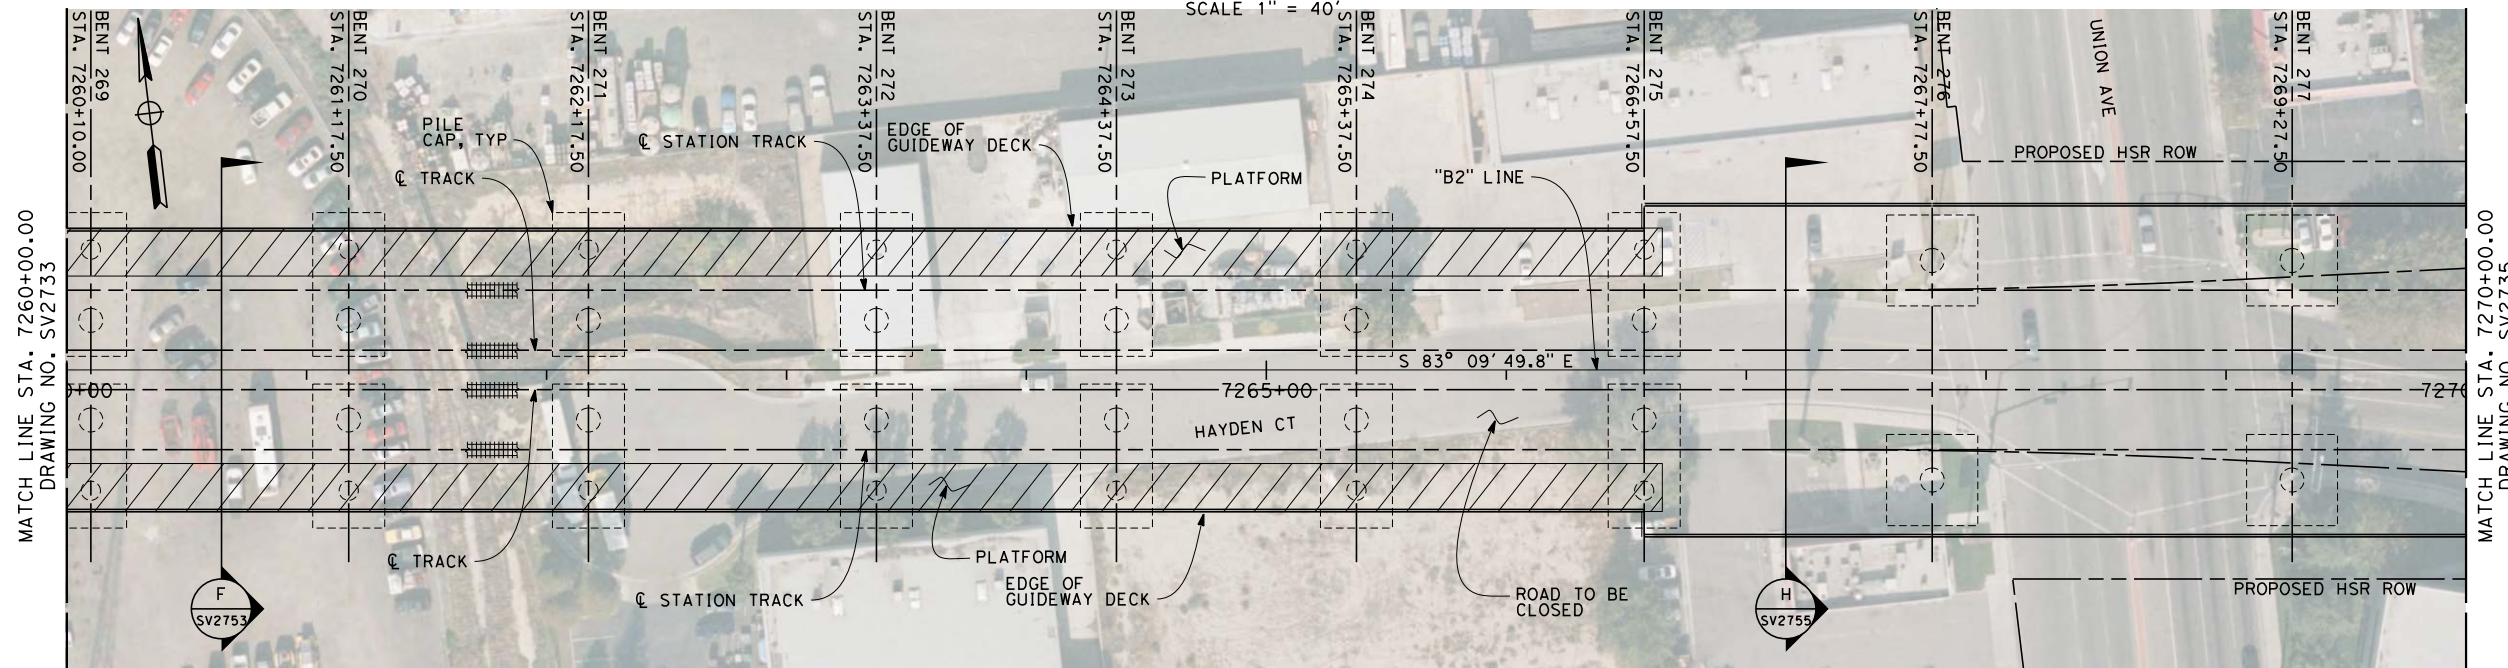 SCALE 1" = 40'
BENT 269
STA. 7260+10.00
BENT 270
STA. 7261+17.50
BENT 271
STA. 7262+17.50
BENT 272
STA. 7263+37.50
BENT 273
STA. 7264+37.50
BENT 274
STA. 7265+37.50
BENT 275
STA. 7266+57.50
BENT 276
STA. 7267+77.50
UNION AVE
BENT 277
STA. 7269+27.50
PILE
CAP, TYP
℄ TRACK
℄ STATION TRACK
EDGE OF
GUIDEWAY DECK
PLATFORM
"B2" LINE
PROPOSED HSR ROW
MATCH LINE STA. 7260+00.00
DRAWING NO. SV2733
MATCH LINE STA. 7270+00.00
DRAWING NO. SV2735
S 83° 09' 49.8" E
0+00
7265+00
7270
HAYDEN CT
℄ TRACK
PLATFORM
℄ STATION TRACK
EDGE OF
GUIDEWAY DECK
ROAD TO BE
CLOSED
PROPOSED HSR ROW
F
SV2753
H
SV2755